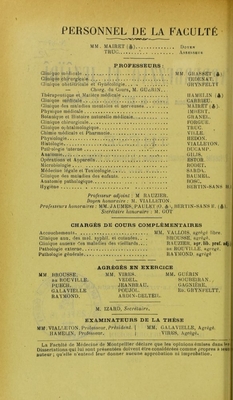 PERSONNEL DE LA FACULTÉ
MM. MAIRET (✻) Doyen
TRUC Assesseur
PROFESSEURS
Clinique médicale MM GRASSET (✻)
Clinique chirurgicale TEDENAT.
Clinique obstétricale et Gynécologie GRYNFELTT
— Charg. du Cours, M. GUÉRIN.
Thérapeutique et Matière médicale HAMELIN (✻)
Clinique médicale CARRIEU.
Clinique des maladies mentales et nerveuses MAIRET (✻)
Physique médicale IMBERT.
Botanique et Histoire naturelle médicale GRANEL.
Clinique chirurgicale FORGUE.
Clinique ophtalmologique TRUC.
Chimie médicale et Pharmacie VILLE.
Physiologie HEDON.
Histologie VIALLETON.
Pathologie interne DUCAMP.
Anatomie GILIS.
Opérations et Appareils ESTOR.
Microbiologie RODET.
Médecine légale et Toxicologie SARDA.
Clinique des maladies des enfants BAUMEL.
Anatomie pathologique BOSC.
Hygiène BERTIN-SANS H.
Professeur adjoint: M. RAUZIER.
Doyen honoraire: M. VIALLETON.
Professeurs honoraires: MM. JAUMES, PAULET (O. ✻), BERTIN-SANS E.
Secrétaire honoraire: M. GOT
CHARGÉS DE COURS COMPLÉMENTAIRES
Accouchements MM. VALLOIS, agrégé libre.
Clinique ann. des mal. syphil. et cutanées BROUSSE, agrégé.
Clinique annexe des maladies des vieillards RAUZIER, agr. lib. prof. adj.
Pathologie externe DE ROUVILLE, agrégé.
Pathologie générale RAYMOND, agrégé
AGRÉGÉS EN EXERCICE
MM BROUSSE. MM. VIRES. MM. GUERIN
DE ROUVILLE. VEDEL. SOUBEIRAN.
PUECH. JEANBRAU. GAGNIÈRE.
GALAVIELLE. POUJOL. Ed. GRYNFELTT.
RAYMOND. ARDIN-DELTEIL.
M. IZARD, Secrétaire.
EXAMINATEURS DE LA THÈSE
MM. VIALLETON, Professeur, Président. MM. GALAVIELLE, Agrégé.
HAMELIN, Professeur. VIRES, Agrégé.
La Faculté de Médecine de Montpellier déclare que les opinions émises dans les
Dissertations qui lui sont présentées doivent être considérées comme propres à leur
auteur; qu'elle n'entend leur donner aucune approbation ni improbation.